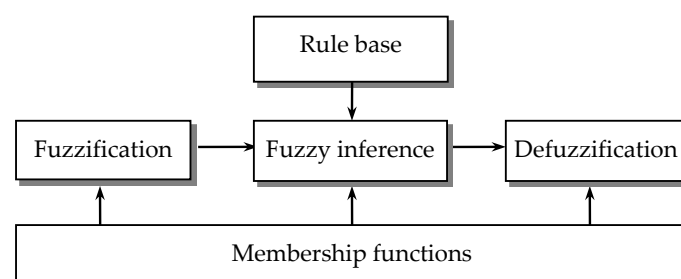 Rule base
Fuzzification
Fuzzy inference
Defuzzification
Membership functions